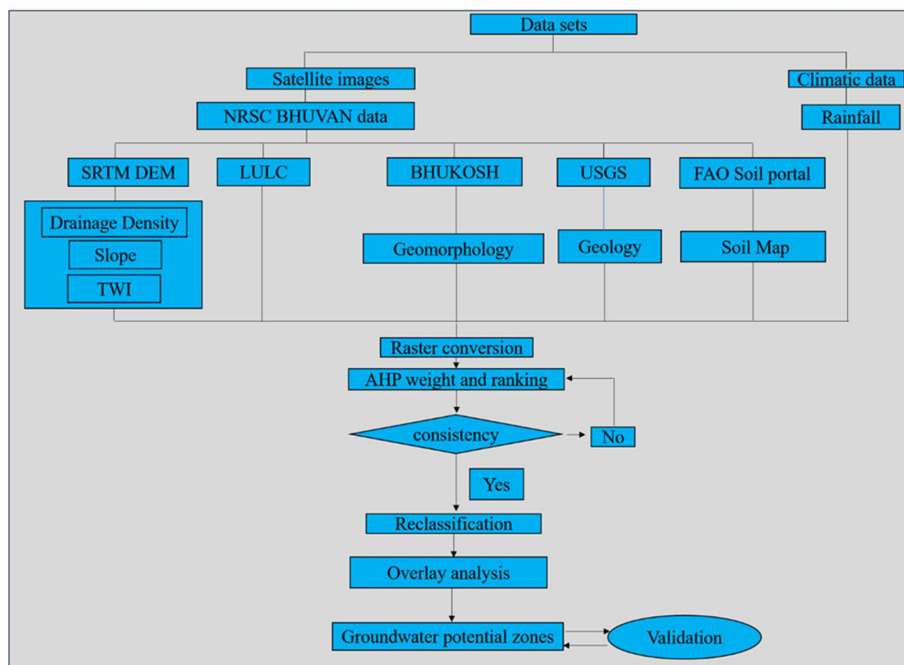 Data sets
Satellite images
Climatic data
NRSC BHUVAN data
Rainfall
SRTM DEM
LULC
BHUKOSH
USGS
FAO Soil portal
Drainage Density
Slope
TWI
Geomorphology
Geology
Soil Map
Raster conversion
AHP weight and ranking
consistency
No
Yes
Reclassification
Overlay analysis
Groundwater potential zones
Validation